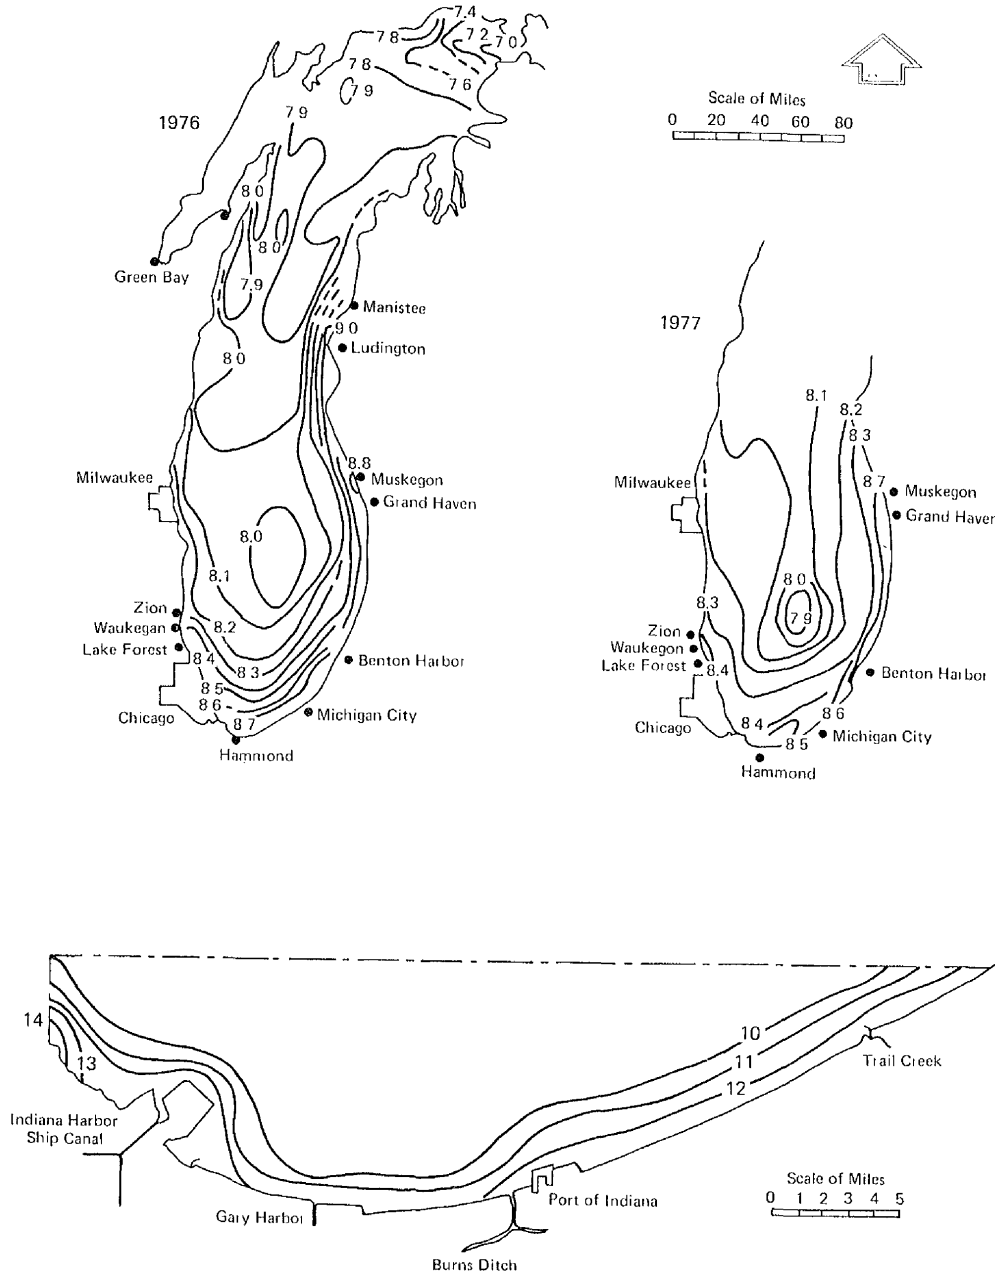 7.4
7 8
7 2
7 0
7 8
7 6
7 9
7 9
1976
Scale of Miles
0 20 40 60 80
8 0
8 0
Green Bay
7.9
Manistee
9 0
1977
Ludington
8 0
8.1
8.2
8 3
8.8
Milwaukee
Muskegon
Milwaukee
8 7
Muskegon
Grand Haven
Grand Haven
8.0
8.1
8 0
7 9
Zion
8.3
Waukegan
8.2
Zion
Lake Forest
8 4
8 3
Benton Harbor
Waukegon
Lake Forest
8.4
Benton Harbor
8 5
8 6
Chicago
8 7
Michigan City
8 6
Chicago
8 4
8 5
Michigan City
Hammond
Hammond
14
13
10
11
12
Trail Creek
Indiana Harbor
Ship Canal
Scale of Miles
0 1 2 3 4 5
Port of Indiana
Gary Harbor
Burns Ditch